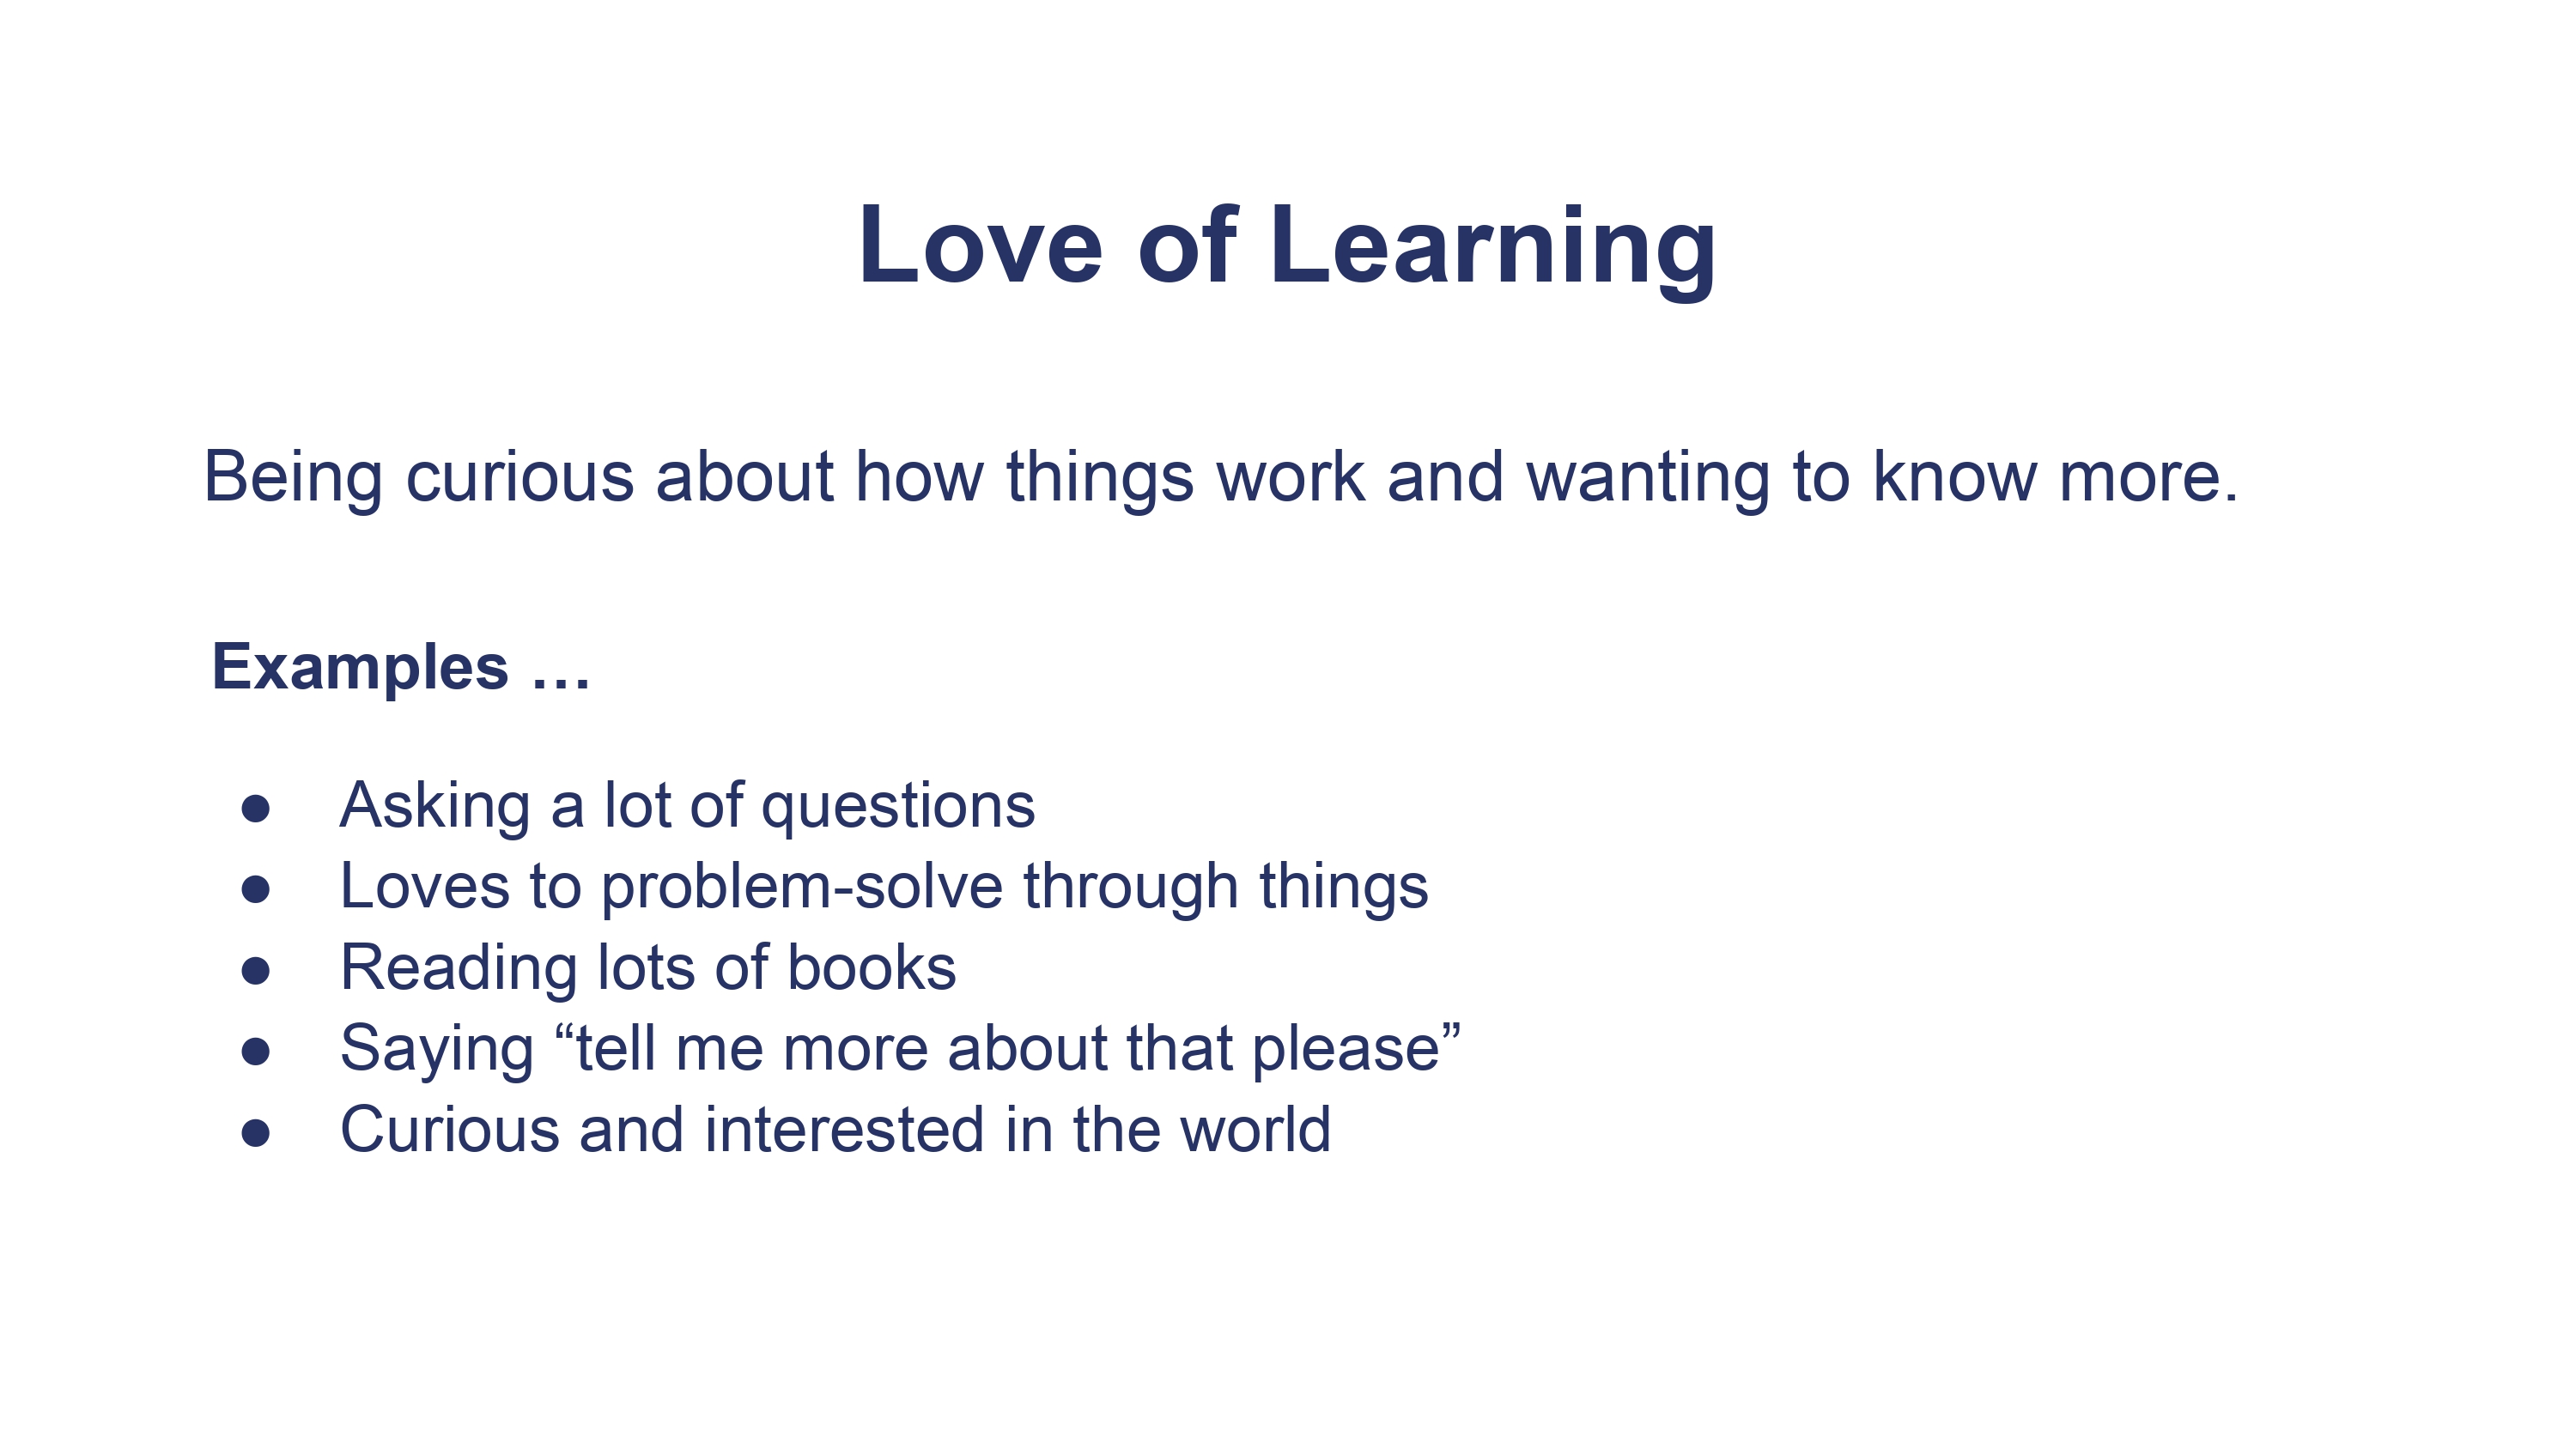 Love of Learning
Being curious about how things work and wanting to know more.
Examples …
● Asking a lot of questions
● Loves to problem-solve through things
● Reading lots of books
● Saying “tell me more about that please”
● Curious and interested in the world